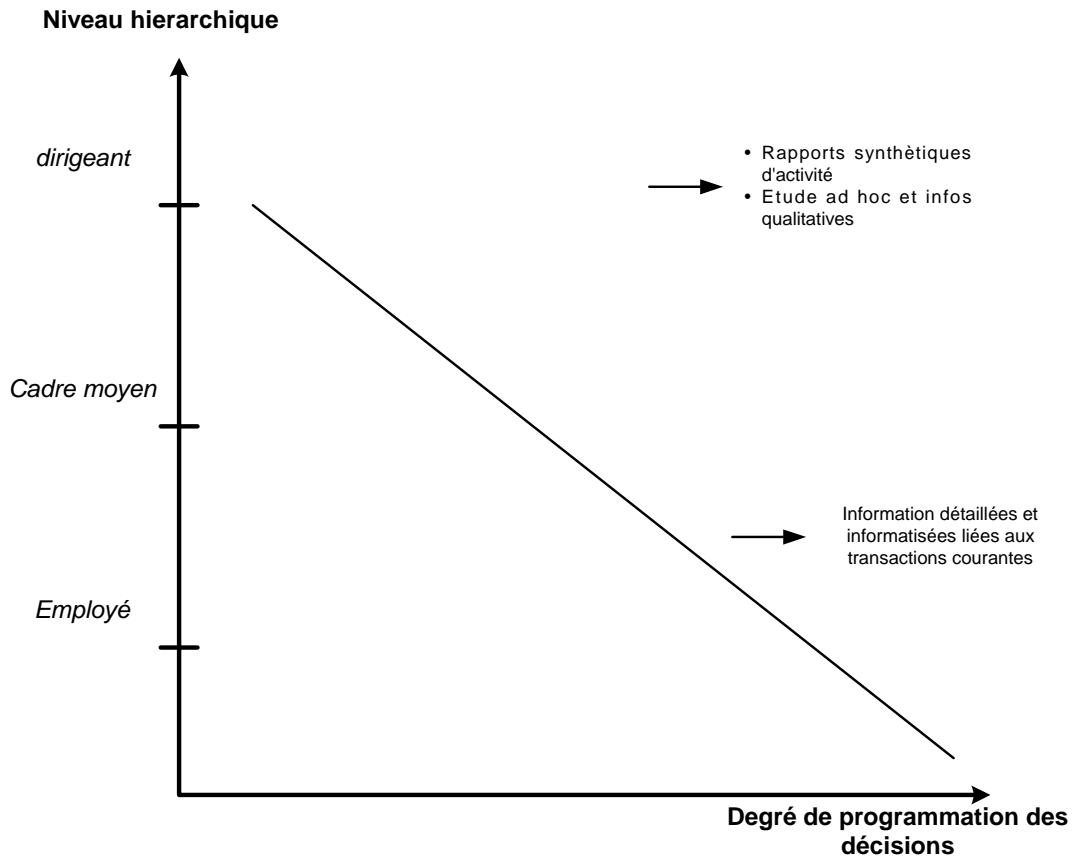 Niveau hierarchique
dirigeant
• Rapports synthètiques
d'activité
• Etude ad hoc et infos
qualitatives
Cadre moyen
Information détaillées et
informatisées liées aux
transactions courantes
Employé
Degré de programmation des
décisions